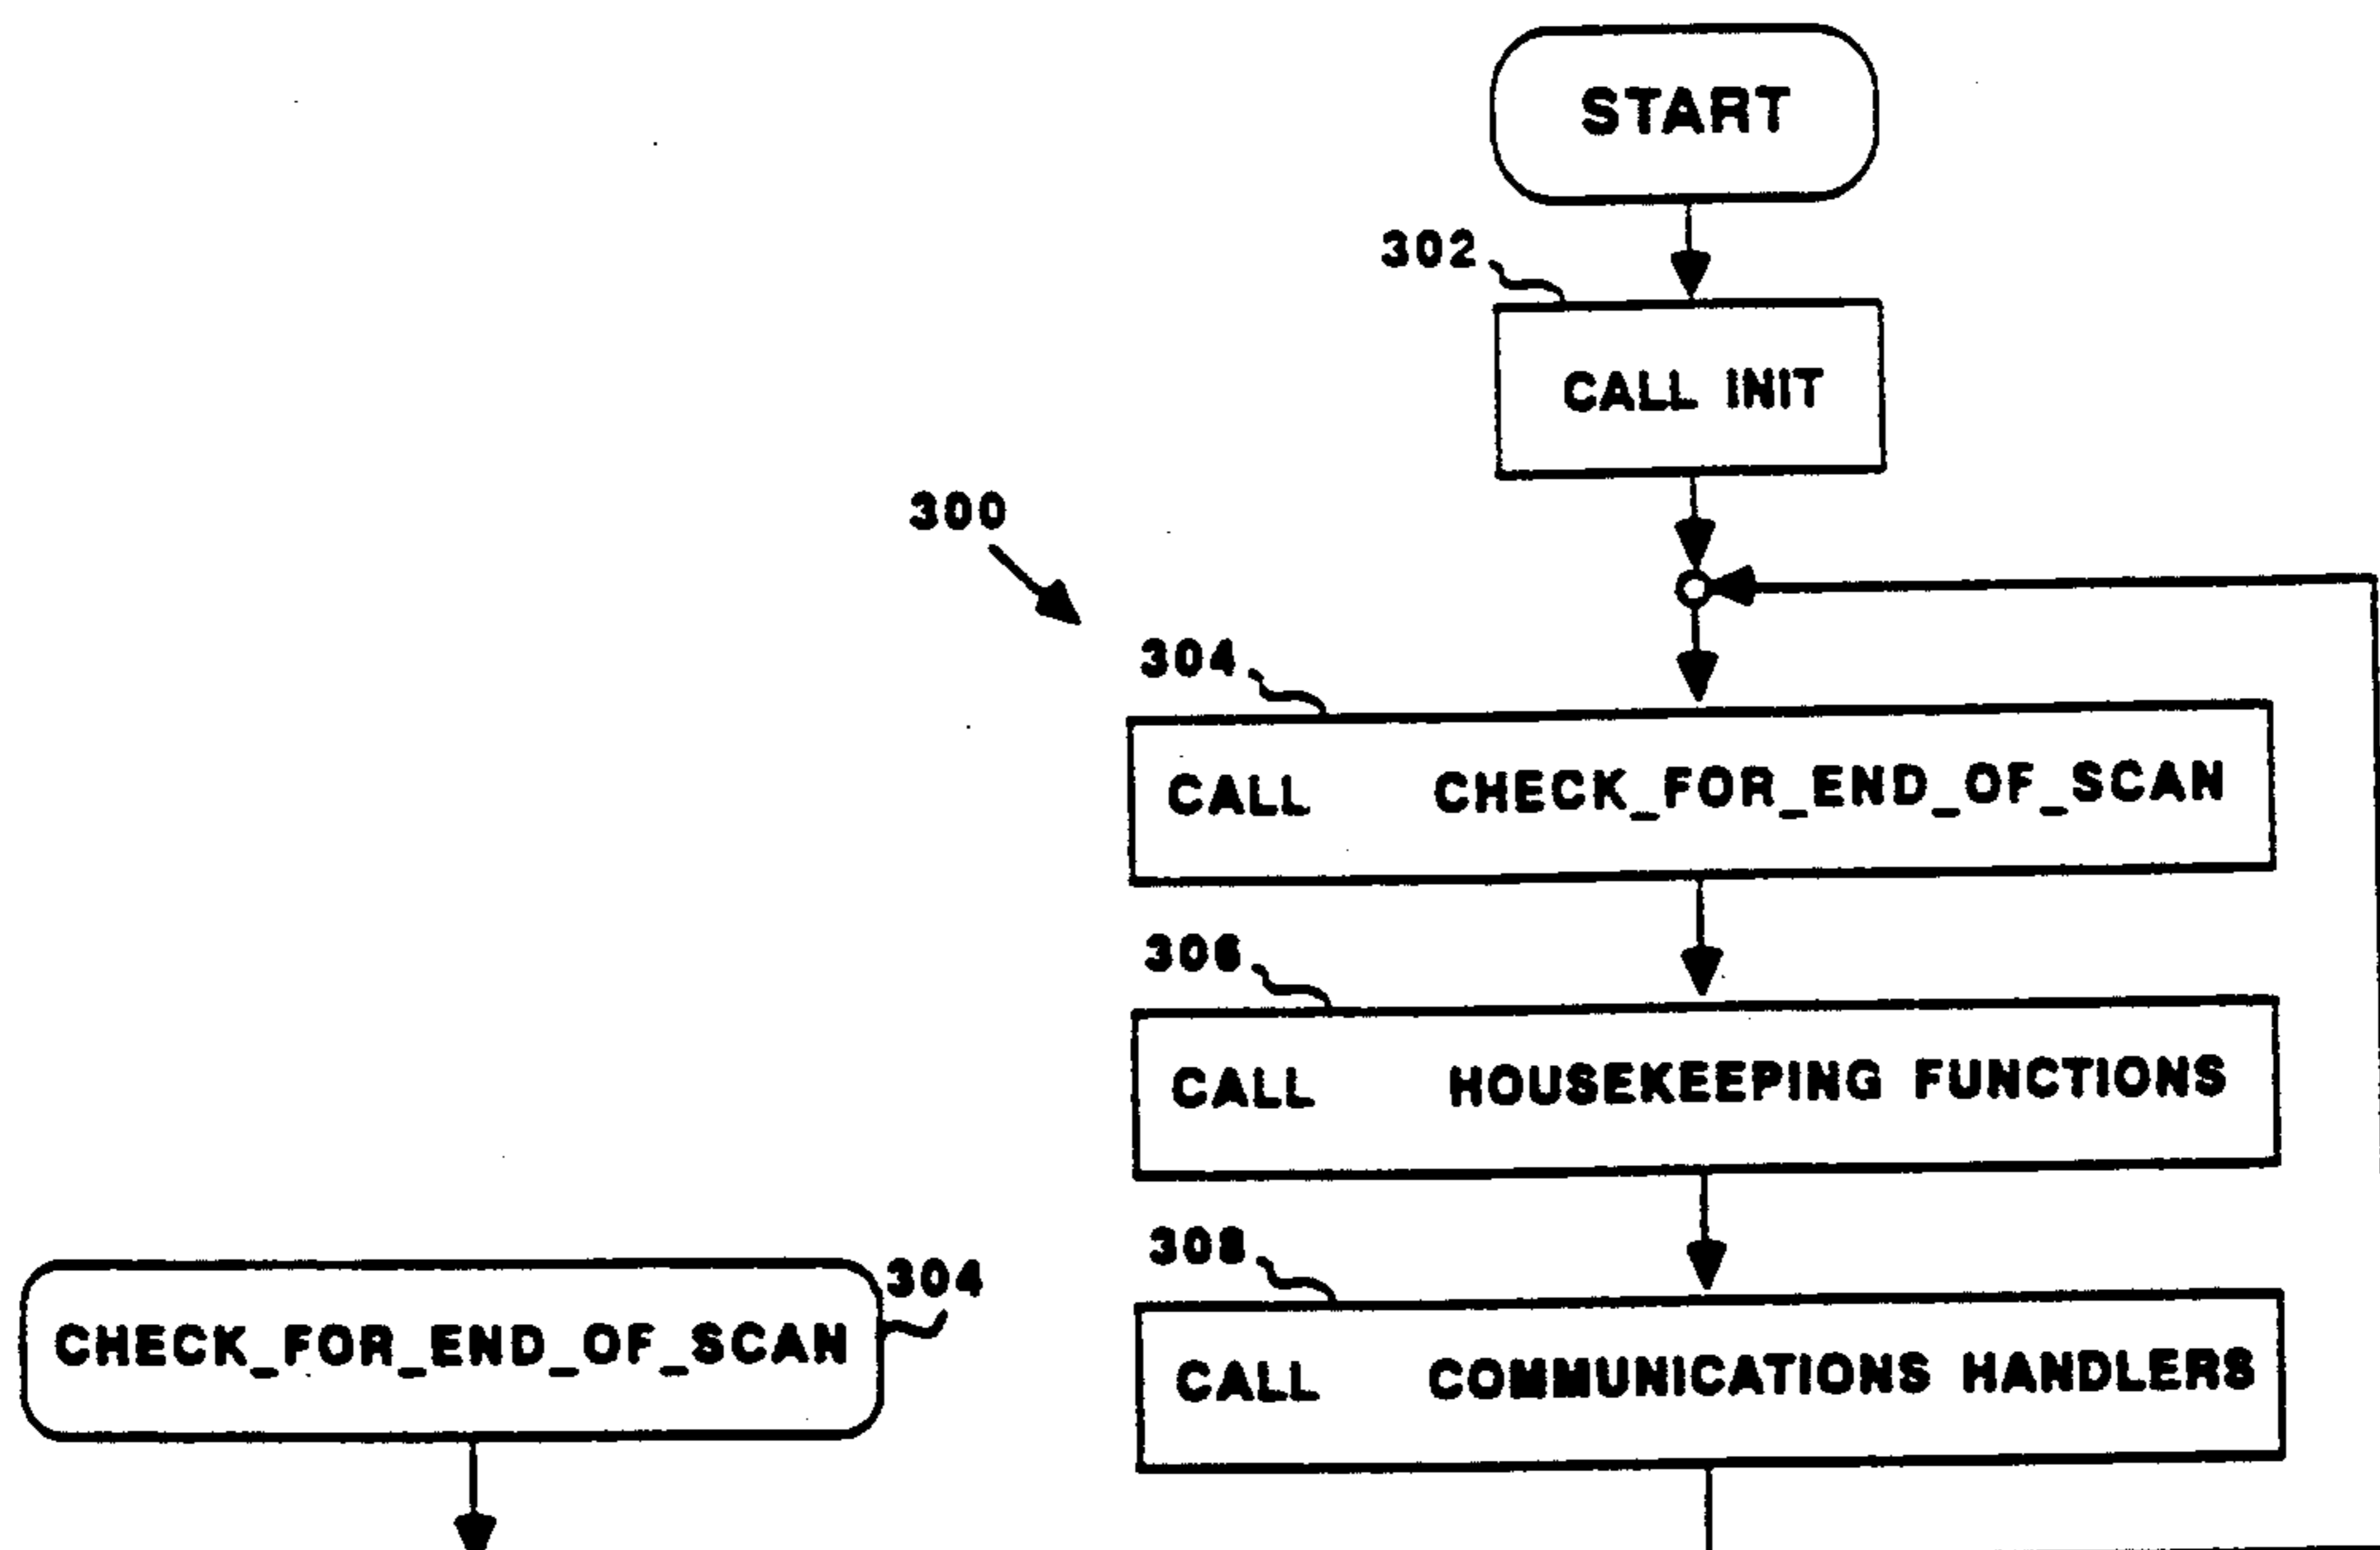 START
302
CALL INIT
300
304
CALL CHECK_FOR_END_OF_SCAN
306
CALL HOUSEKEEPING FUNCTIONS
308
CALL COMMUNICATIONS HANDLERS
304
CHECK_FOR_END_OF_SCAN